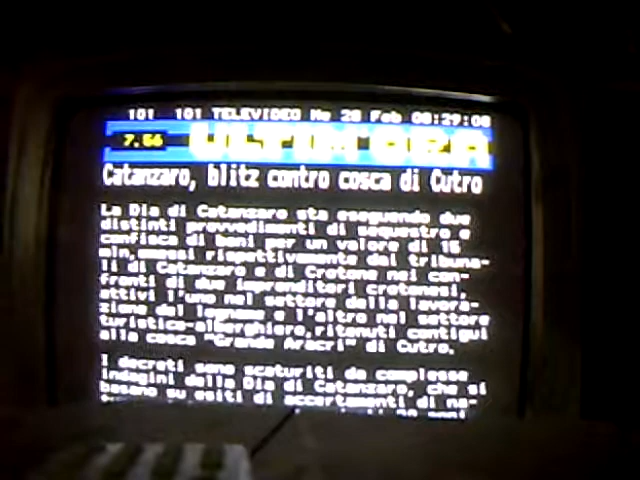 101 101 TELEVIDEO Me 28 Feb 08:29:08
7.56 ULTIM'ORA
Catanzaro, blitz contro cosca di Cutro
La Dia di Catanzaro sta eseguendo due
distinti provvedimenti di sequestro e
confisca di beni per un valore di 15
mln,emessi rispettivamente dai tribuna-
li di Catanzaro e di Crotone nei con-
fronti di due imprenditori crotonesi,
attivi l'uno nel settore della lavora-
zione del legname e l'altro nel settore
turistico-alberghiero,ritenuti contigui
alla cosca "Grande Aracri" di Cutro.
I decreti sono scaturiti da complesse
indagini della Dia di Catanzaro, che si
basano su esiti di accertamenti di na-